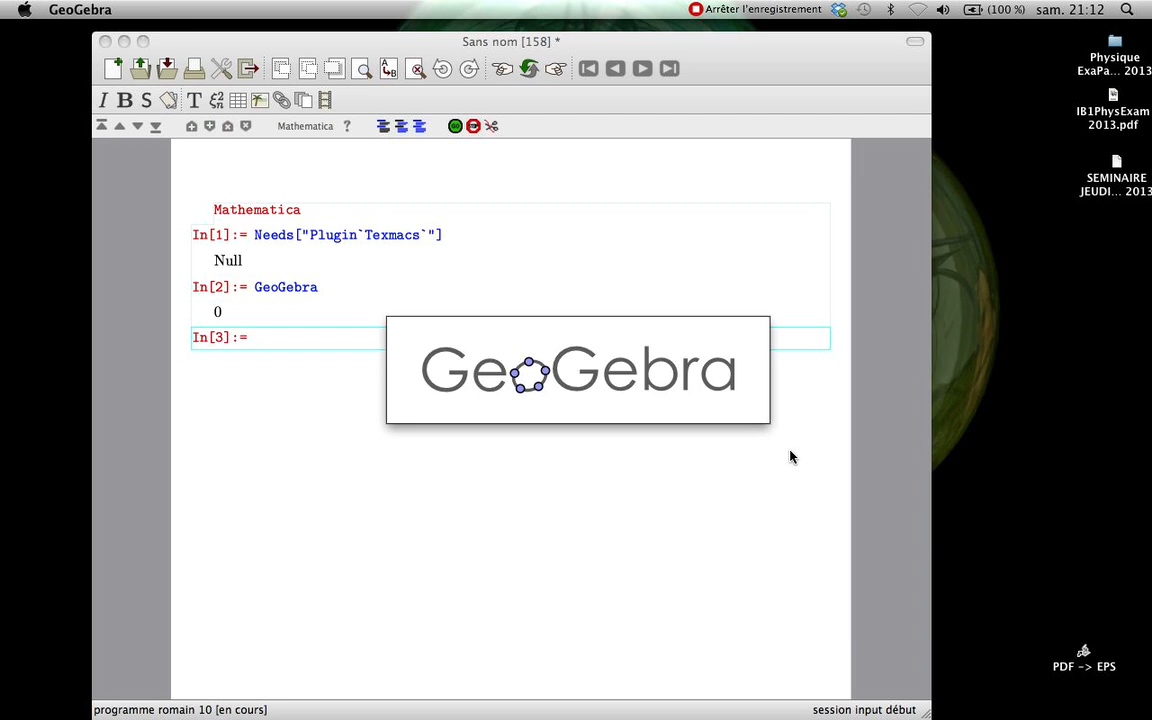 GeoGebra
Arrêter l'enregistrement
(100 %)
sam. 21:12
Sans nom [158] *
Mathematica ?
Mathematica
In[1]:= Needs["Plugin`Texmacs`"]
Null
In[2]:= GeoGebra
0
In[3]:=
GeoGebra
Physique
ExaPa... 2013
IB1PhysExam
2013.pdf
SEMINAIRE
JEUDI... 2013
PDF -> EPS
programme romain 10 [en cours]
session input début